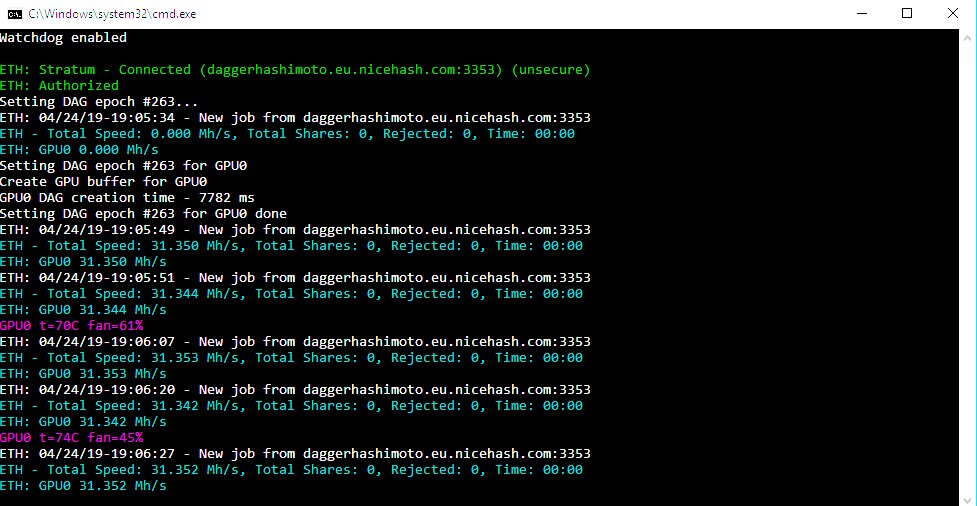 C:\Windows\system32\cmd.exe
Watchdog enabled
ETH: Stratum - Connected (daggerhashimoto.eu.nicehash.com:3353) (unsecure)
ETH: Authorized
Setting DAG epoch #263...
ETH: 04/24/19-19:05:34 - New job from daggerhashimoto.eu.nicehash.com:3353
ETH - Total Speed: 0.000 Mh/s, Total Shares: 0, Rejected: 0, Time: 00:00
ETH: GPU0 0.000 Mh/s
Setting DAG epoch #263 for GPU0
Create GPU buffer for GPU0
GPU0 DAG creation time - 7782 ms
Setting DAG epoch #263 for GPU0 done
ETH: 04/24/19-19:05:49 - New job from daggerhashimoto.eu.nicehash.com:3353
ETH - Total Speed: 31.350 Mh/s, Total Shares: 0, Rejected: 0, Time: 00:00
ETH: GPU0 31.350 Mh/s
ETH: 04/24/19-19:05:51 - New job from daggerhashimoto.eu.nicehash.com:3353
ETH - Total Speed: 31.344 Mh/s, Total Shares: 0, Rejected: 0, Time: 00:00
ETH: GPU0 31.344 Mh/s
GPU0 t=70C fan=61%
ETH: 04/24/19-19:06:07 - New job from daggerhashimoto.eu.nicehash.com:3353
ETH - Total Speed: 31.353 Mh/s, Total Shares: 0, Rejected: 0, Time: 00:00
ETH: GPU0 31.353 Mh/s
ETH: 04/24/19-19:06:20 - New job from daggerhashimoto.eu.nicehash.com:3353
ETH - Total Speed: 31.342 Mh/s, Total Shares: 0, Rejected: 0, Time: 00:00
ETH: GPU0 31.342 Mh/s
GPU0 t=74C fan=45%
ETH: 04/24/19-19:06:27 - New job from daggerhashimoto.eu.nicehash.com:3353
ETH - Total Speed: 31.352 Mh/s, Total Shares: 0, Rejected: 0, Time: 00:00
ETH: GPU0 31.352 Mh/s